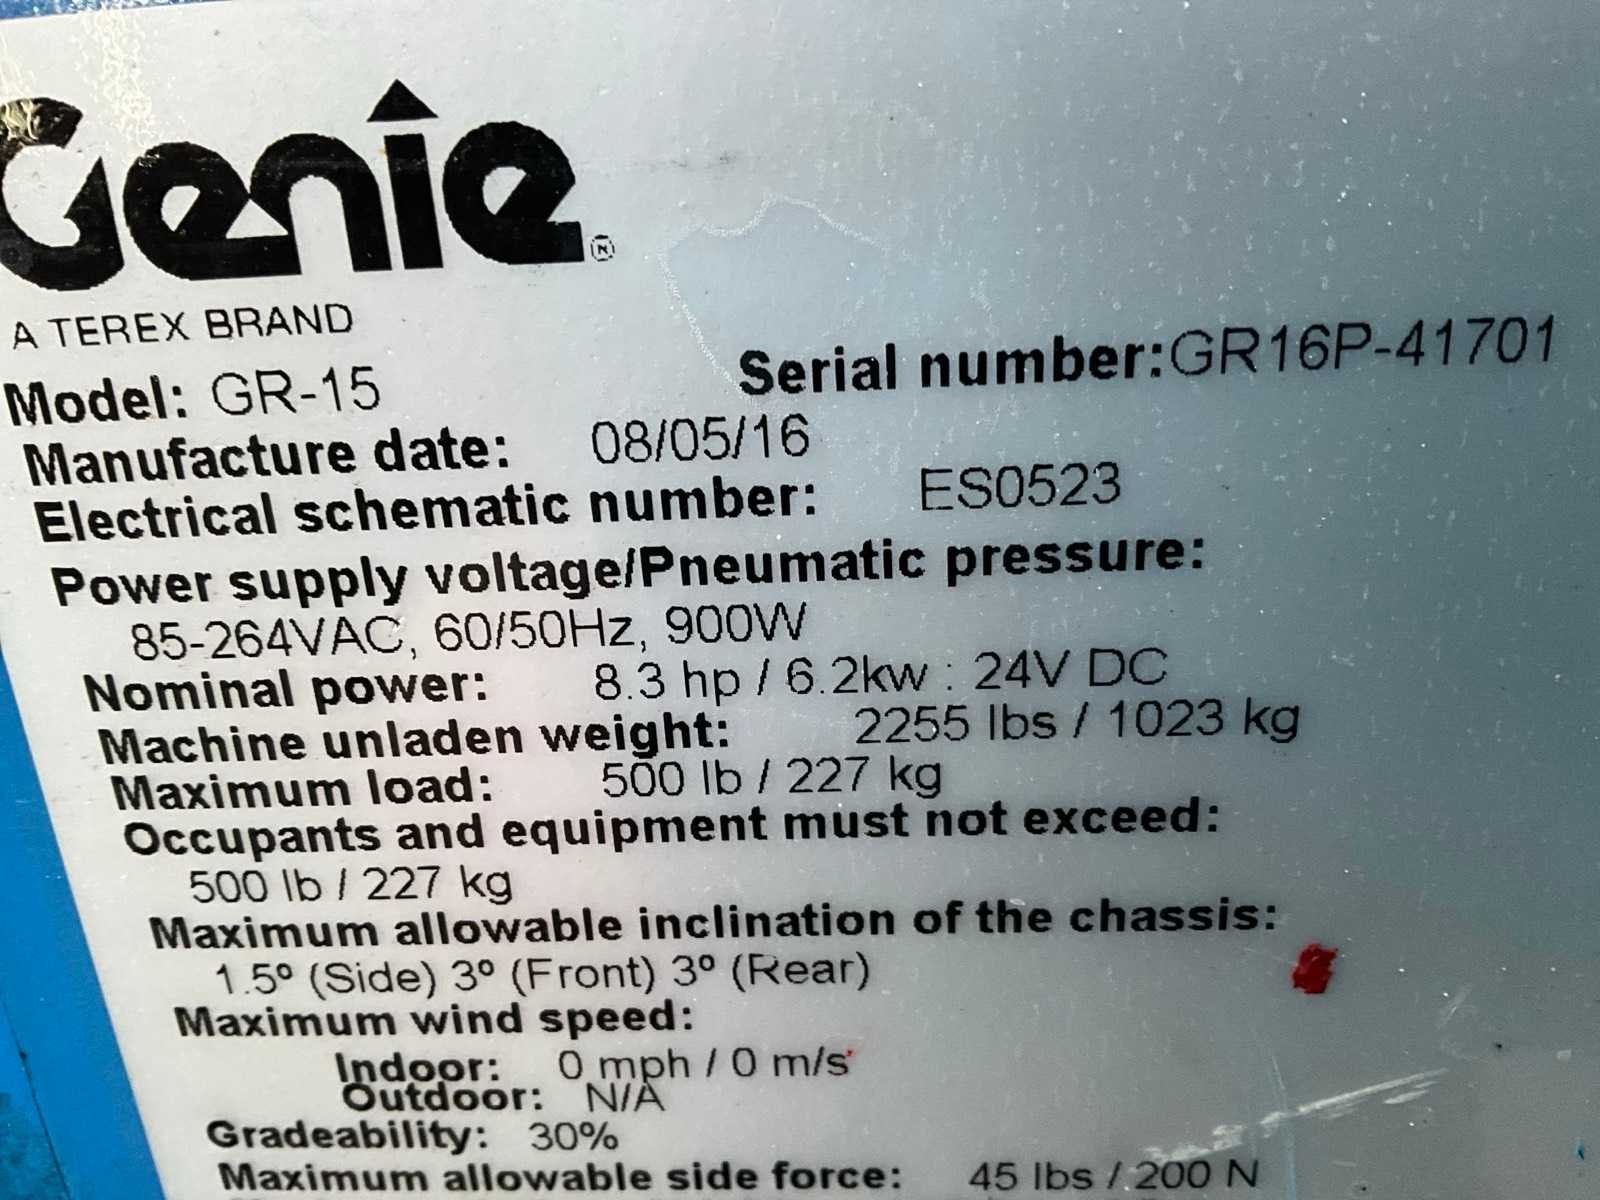 Genie®
A TEREX BRAND
Model: GR-15 Serial number:GR16P-41701
Manufacture date: 08/05/16
Electrical schematic number: ES0523
Power supply voltage/Pneumatic pressure:
85-264VAC, 60/50Hz, 900W
Nominal power: 8.3 hp / 6.2kw : 24V DC
Machine unladen weight: 2255 lbs / 1023 kg
Maximum load: 500 lb / 227 kg
Occupants and equipment must not exceed:
500 lb / 227 kg
Maximum allowable inclination of the chassis:
1.5º (Side) 3º (Front) 3º (Rear)
Maximum wind speed:
Indoor: 0 mph / 0 m/s
Outdoor: N/A
Gradeability: 30%
Maximum allowable side force: 45 lbs / 200 N